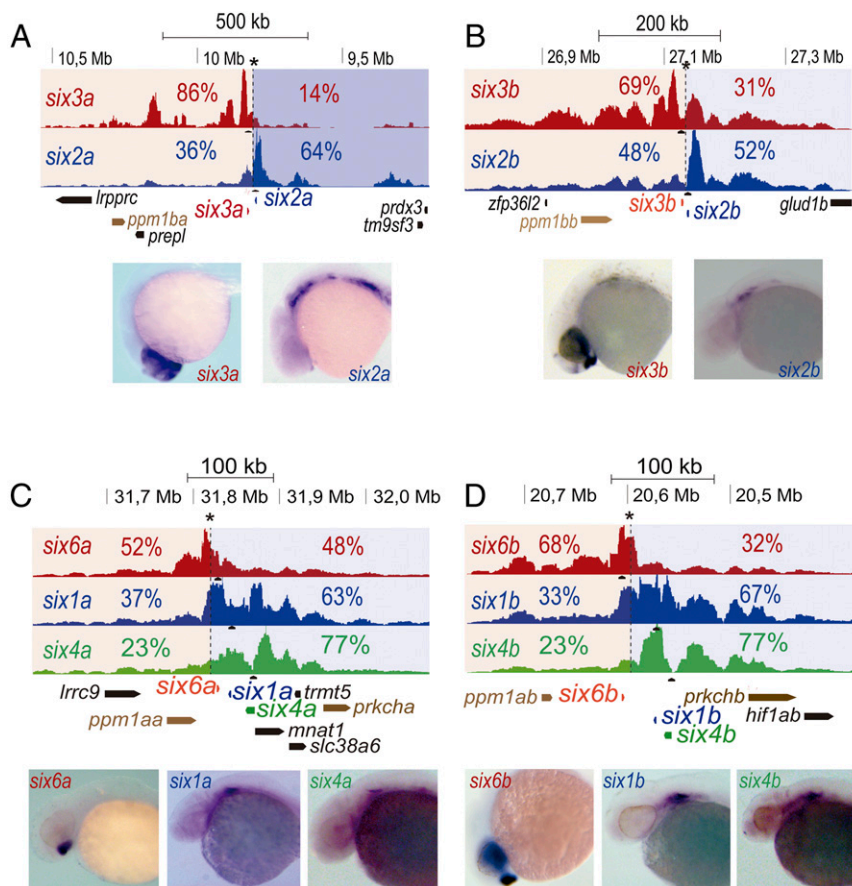 A
500 kb
10,5 Mb 10 Mb 9,5 Mb
*
six3a 86% 14%
six2a 36% 64%
lrpprc
ppm1ba
prepl
six3a
six2a
prdx3
tm9sf3
six3a
six2a
B
200 kb
26,9 Mb 27,1 Mb 27,3 Mb
*
six3b 69% 31%
six2b 48% 52%
zfp36l2
ppm1bb
six3b
six2b
glud1b
six3b
six2b
C
100 kb
31,7 Mb 31,8 Mb 31,9 Mb 32,0 Mb
*
six6a 52% 48%
six1a 37% 63%
six4a 23% 77%
lrrc9
ppm1aa
six6a
six1a
trmt5
six4a
prkcha
mnat1
slc38a6
six6a
six1a
six4a
D
100 kb
20,7 Mb 20,6 Mb 20,5 Mb
*
six6b 68% 32%
six1b 33% 67%
six4b 23% 77%
ppm1ab
six6b
prkchb
six1b
hif1ab
six4b
six6b
six1b
six4b